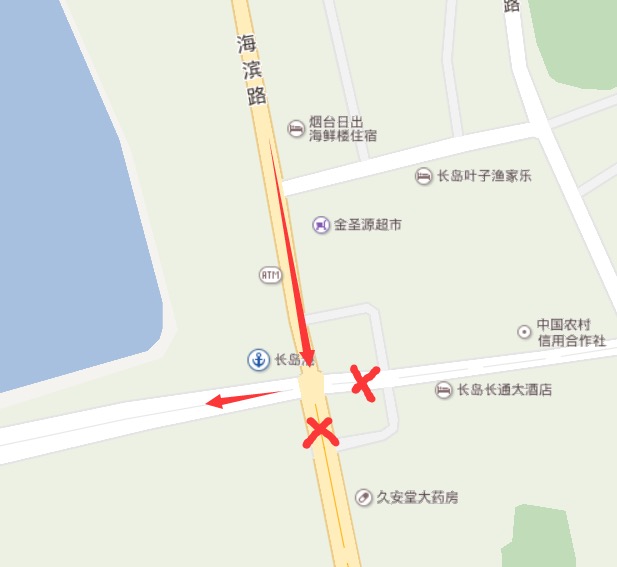 路
海
滨
路
烟台日出
海鲜楼住宿
长岛叶子渔家乐
金圣源超市
ATM
中国农村
信用合作社
长岛
长岛长通大酒店
久安堂大药房